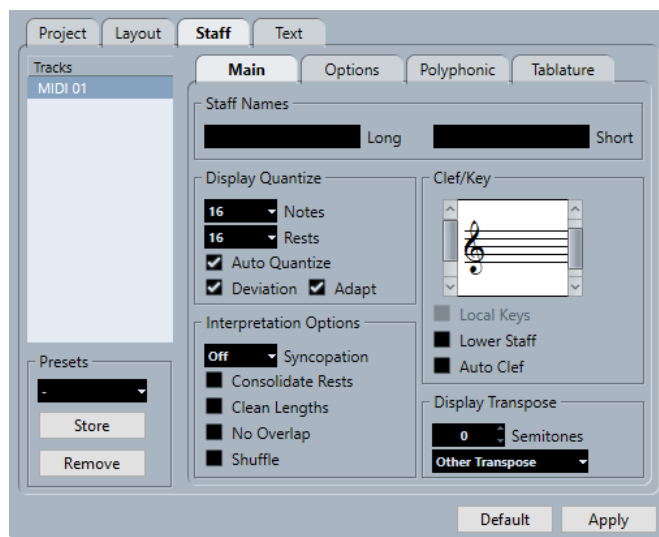 Project Layout Staff Text
Tracks
MIDI 01
Main Options Polyphonic Tablature
Staff Names
Long Short
Display Quantize
16 Notes
16 Rests
Auto Quantize
Deviation Adapt
Clef/Key
Local Keys
Lower Staff
Auto Clef
Interpretation Options
Off Syncopation
Consolidate Rests
Clean Lengths
No Overlap
Shuffle
Display Transpose
0 Semitones
Other Transpose
Presets
-
Store
Remove
Default Apply